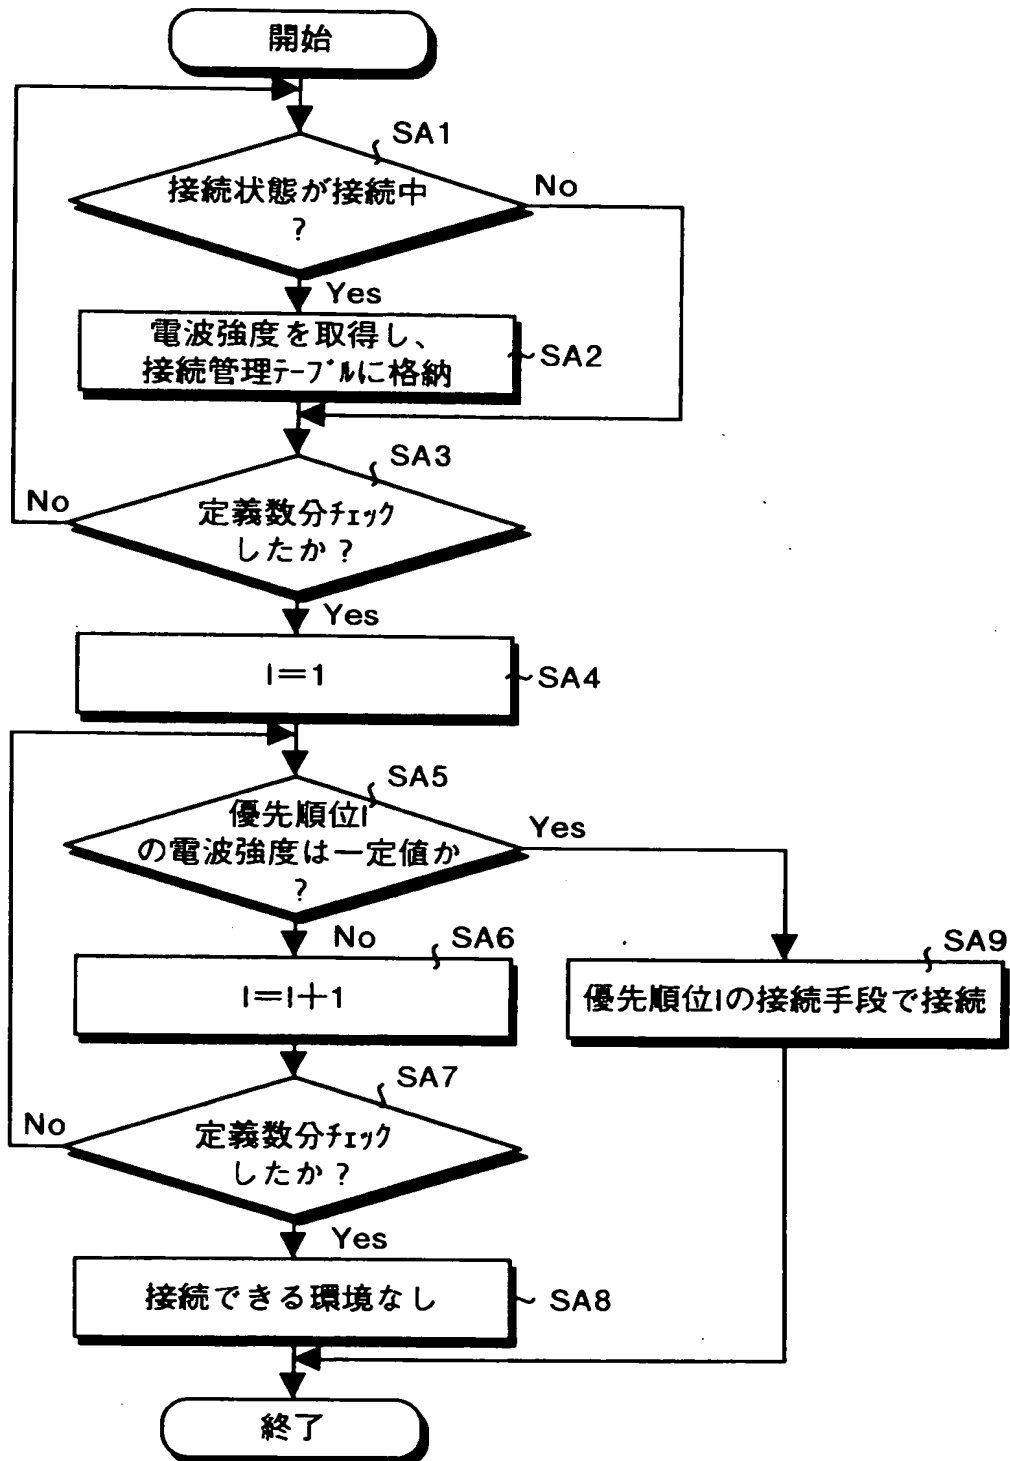 開始
SA1
接続状態が接続中
?
No
Yes
電波強度を取得し、
接続管理ﾃｰﾌﾞﾙに格納
SA2
SA3
No
定義数分ﾁｪｯｸ
したか?
Yes
I=1
SA4
SA5
優先順位I
の電波強度は一定値か
?
Yes
No
SA6
I=I+1
SA9
優先順位Iの接続手段で接続
SA7
No
定義数分ﾁｪｯｸ
したか?
Yes
接続できる環境なし
SA8
終了